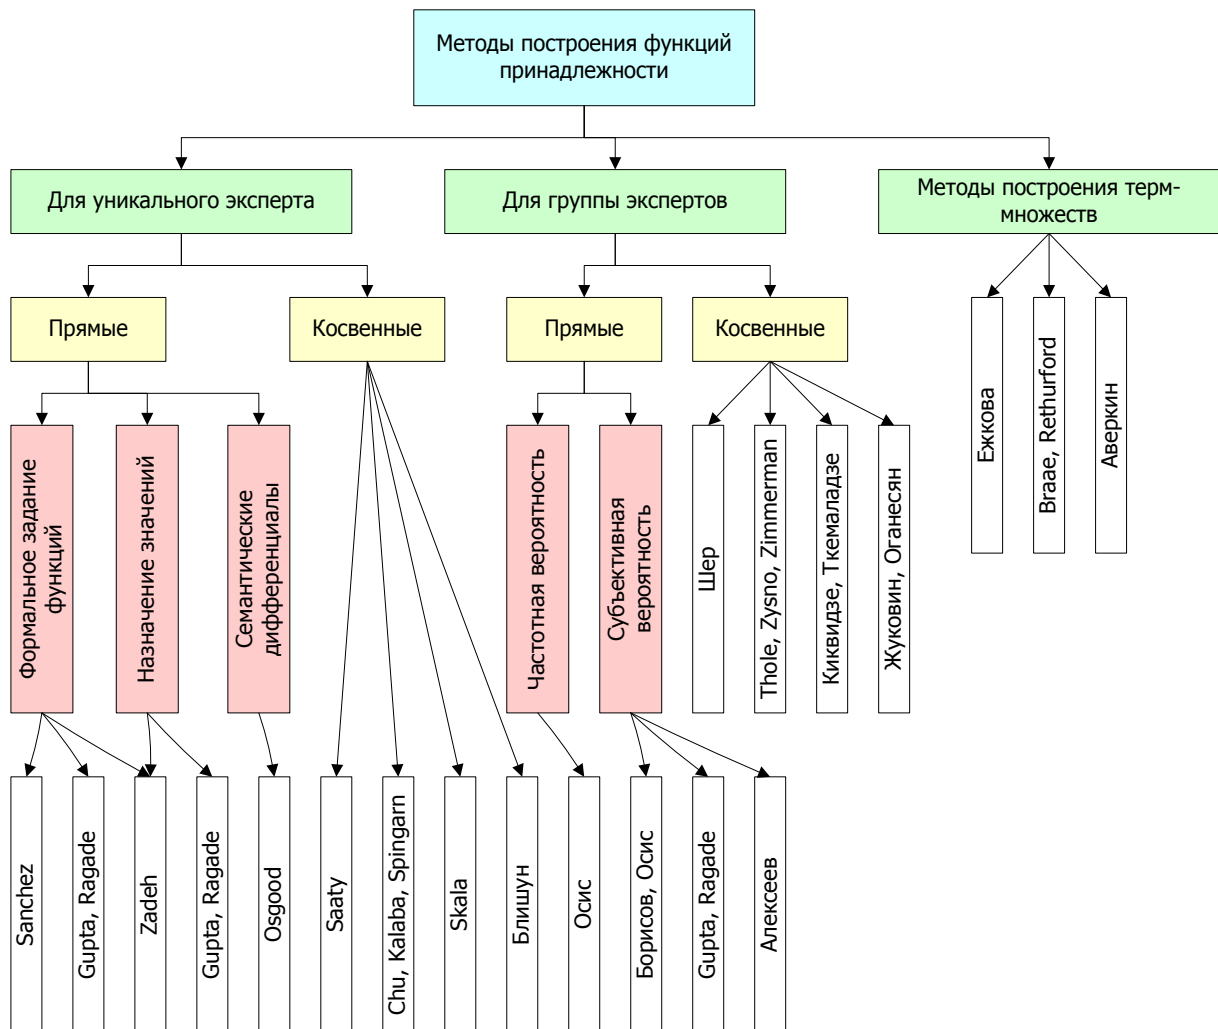 Методы построения функций
принадлежности
Для уникального эксперта
Для группы экспертов
Методы построения терм-
множеств
Прямые
Косвенные
Прямые
Косвенные
Формальное задание
функций
Назначение значений
Семантические
дифференциалы
Частотная вероятность
Субъективная
вероятность
Шер
Thole, Zysno, Zimmerman
Киквидзе, Ткемаладзе
Жуковин, Оганесян
Ежкова
Braae, Rethurford
Аверкин
Sanchez
Gupta, Ragade
Zadeh
Gupta, Ragade
Osgood
Saaty
Chu, Kalaba, Spingarn
Skala
Блишун
Осис
Борисов, Осис
Gupta, Ragade
Алексеев